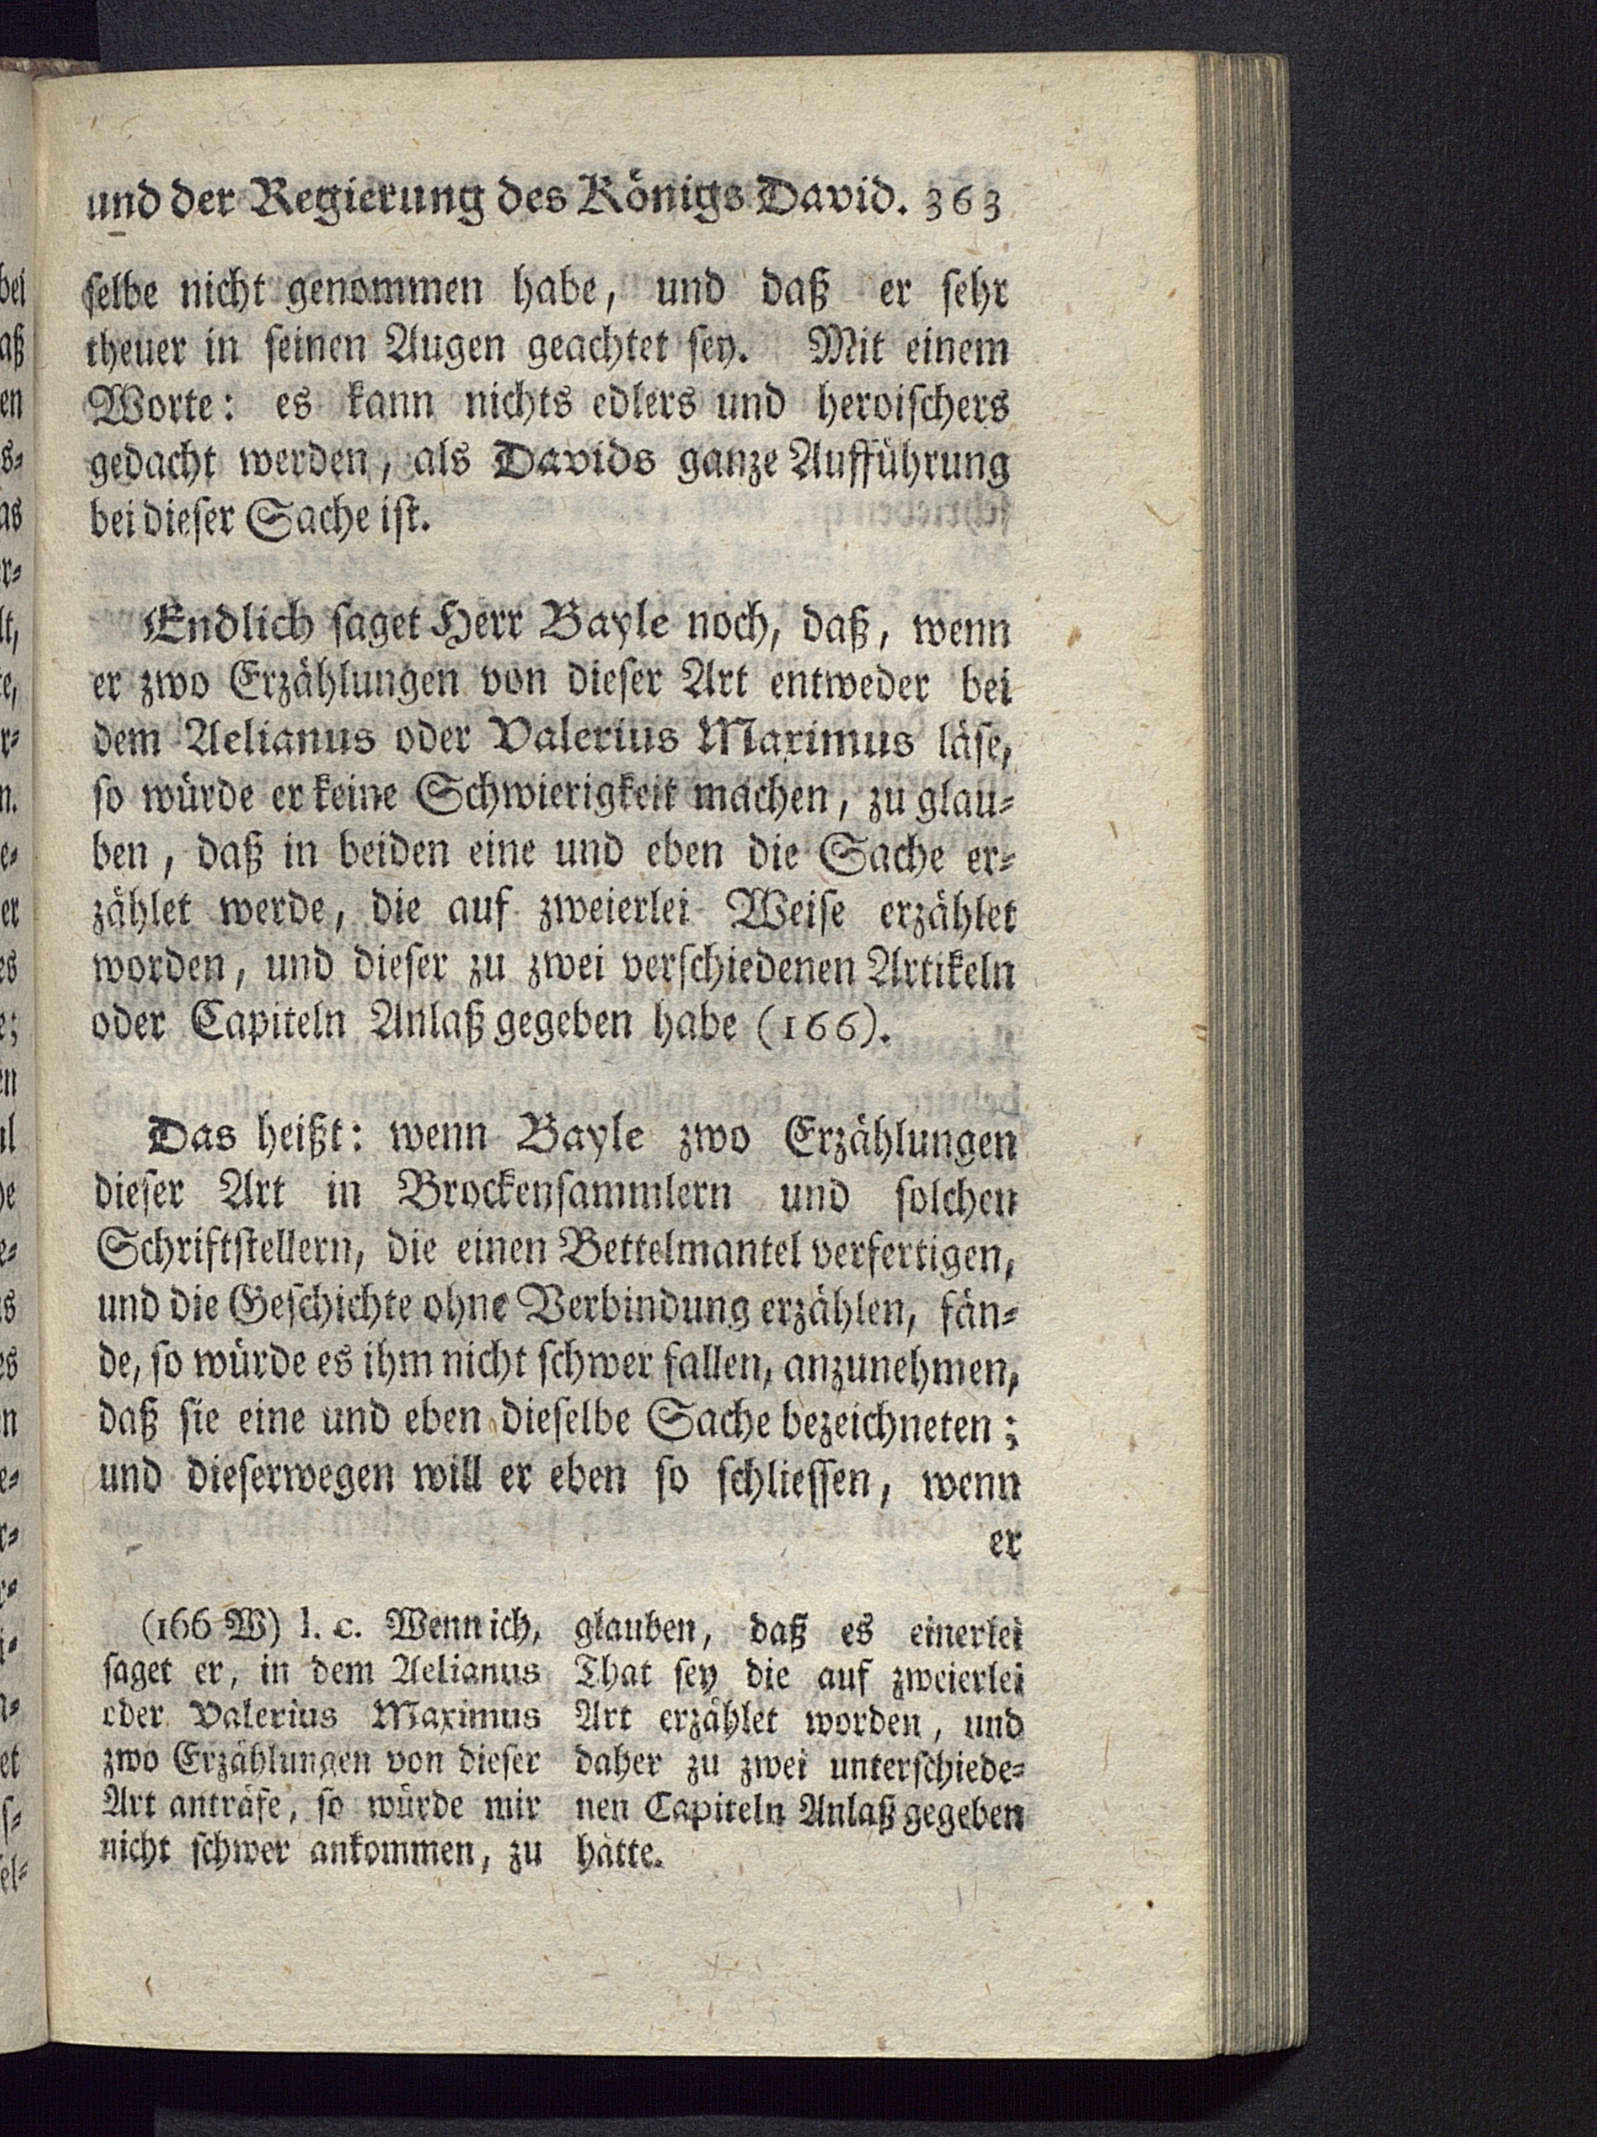 und der Regierung des Königs David. 363
selbe nicht genommen habe, und daß er sehr
theuer in seinen Augen geachtet sey. Mit einem
Worte: es kann nichts edlers und heroischers
gedacht werden, als Davids ganze Aufführung
bei dieser Sache ist.
Endlich saget Herr Bayle noch, daß, wenn
er zwo Erzählungen von dieser Art entweder bei
dem Aelianus oder Valerius Maximus läse,
so würde er keine Schwierigkeit machen, zu glau-
ben, daß in beiden eine und eben die Sache er-
zählet werde, die auf zweierlei Weise erzählet
worden, und dieser zu zwei verschiedenen Artikeln
oder Capiteln Anlaß gegeben habe (166).
Das heißt: wenn Bayle zwo Erzählungen
dieser Art in Brockensammlern und solchen
Schriftstellern, die einen Bettelmantel verfertigen,
und die Geschichte ohne Verbindung erzählen, fän-
de, so würde es ihm nicht schwer fallen, anzunehmen,
daß sie eine und eben dieselbe Sache bezeichneten;
und dieserwegen will er eben so schliessen, wenn
er
(166 W) l. c. Wenn ich,
saget er, in dem Aelianus
oder Valerius Maximus
zwo Erzählungen von dieser
Art anträfe, so würde mir
nicht schwer ankommen, zu
glauben, daß es einerlei
That sey die auf zweierlei
Art erzählet worden, und
daher zu zwei unterschiede-
nen Capiteln Anlaß gegeben
hätte.